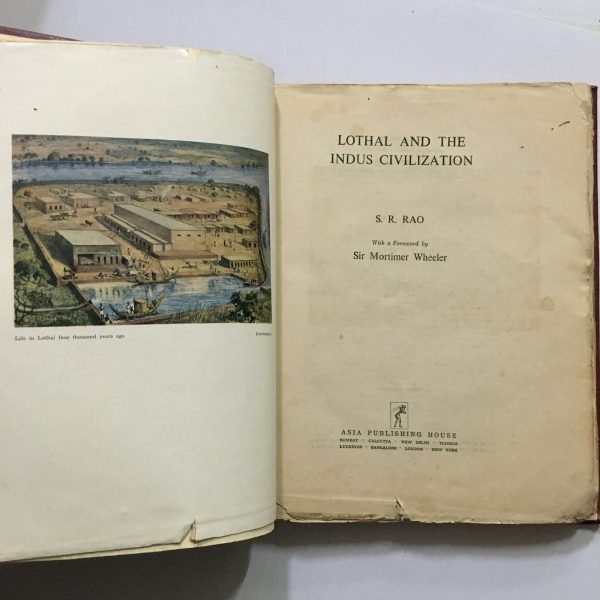 Life in Lothal four thousand years ago
LOTHAL AND THE
INDUS CIVILIZATION
S. R. RAO
With a Foreword by
Sir Mortimer Wheeler
ASIA PUBLISHING HOUSE
BOMBAY · CALCUTTA · NEW DELHI · MADRAS
LUCKNOW · BANGALORE · LONDON · NEW YORK